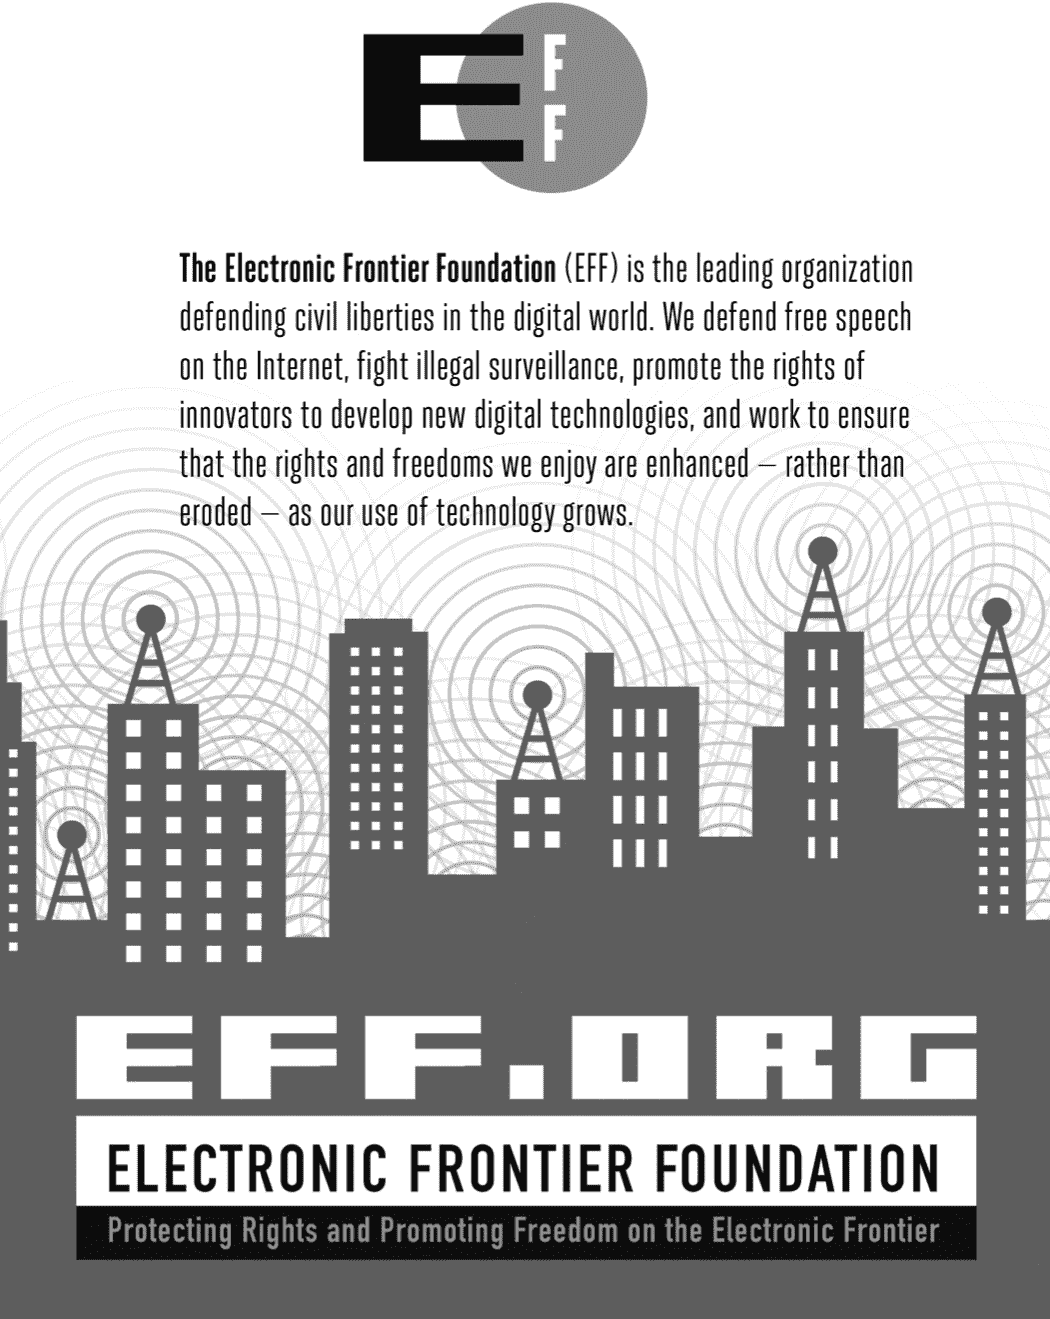 E
F
F
The Electronic Frontier Foundation (EFF) is the leading organization
defending civil liberties in the digital world. We defend free speech
on the Internet, fight illegal surveillance, promote the rights of
innovators to develop new digital technologies, and work to ensure
that the rights and freedoms we enjoy are enhanced – rather than
eroded – as our use of technology grows.
EFF.ORG
ELECTRONIC FRONTIER FOUNDATION
Protecting Rights and Promoting Freedom on the Electronic Frontier